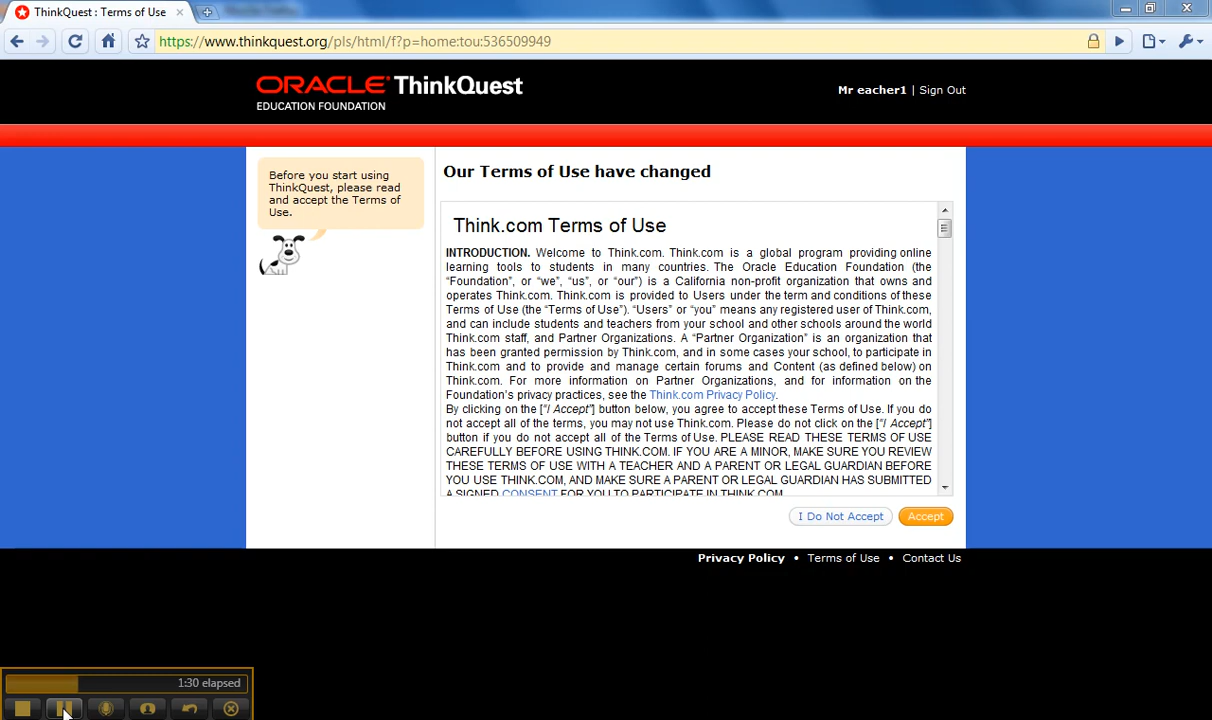 ThinkQuest : Terms of Use
https://www.thinkquest.org/pls/html/f?p=home:tou:536509949
ORACLE® ThinkQuest
EDUCATION FOUNDATION
Mr eacher1 | Sign Out
Before you start using
ThinkQuest, please read
and accept the Terms of
Use.
Our Terms of Use have changed
Think.com Terms of Use
INTRODUCTION. Welcome to Think.com. Think.com is a global program providing online
learning tools to students in many countries. The Oracle Education Foundation (the
“Foundation”, or “we”, “us”, or “our”) is a California non-profit organization that owns and
operates Think.com. Think.com is provided to Users under the term and conditions of these
Terms of Use (the “Terms of Use”). “Users” or “you” means any registered user of Think.com,
and can include students and teachers from your school and other schools around the world
Think.com staff, and Partner Organizations. A “Partner Organization” is an organization that
has been granted permission by Think.com, and in some cases your school, to participate in
Think.com and to provide and manage certain forums and Content (as defined below) on
Think.com. For more information on Partner Organizations, and for information on the
Foundation’s privacy practices, see the Think.com Privacy Policy.
By clicking on the [“I Accept”] button below, you agree to accept these Terms of Use. If you do
not accept all of the terms, you may not use Think.com. Please do not click on the [“I Accept”]
button if you do not accept all of the Terms of Use. PLEASE READ THESE TERMS OF USE
CAREFULLY BEFORE USING THINK.COM. IF YOU ARE A MINOR, MAKE SURE YOU REVIEW
THESE TERMS OF USE WITH A TEACHER AND A PARENT OR LEGAL GUARDIAN BEFORE
YOU USE THINK.COM, AND MAKE SURE A PARENT OR LEGAL GUARDIAN HAS SUBMITTED
A SIGNED CONSENT FOR YOU TO PARTICIPATE IN THINK.COM
I Do Not Accept
Accept
Privacy Policy • Terms of Use • Contact Us
1:30 elapsed